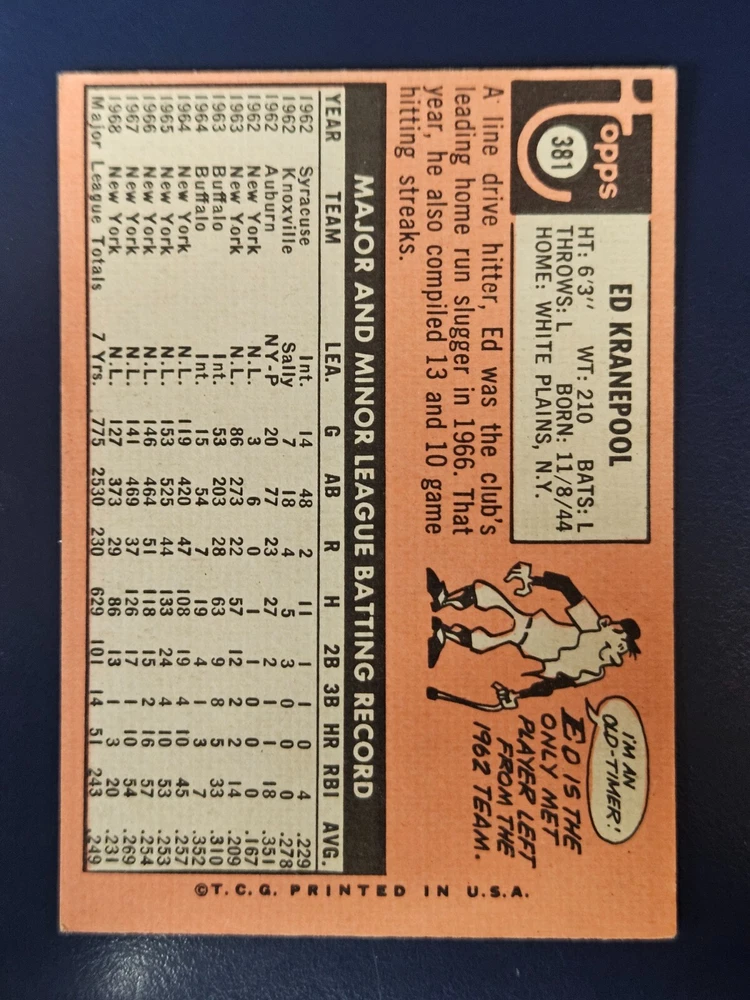 Topps
381
ED KRANEPOOL
HT: 6'3" WT: 210 BATS: L
THROWS: L BORN: 11/8/44
HOME: WHITE PLAINS, N.Y.
A line drive hitter, Ed was the club's
leading home run slugger in 1966. That
year, he also compiled 13 and 10 game
hitting streaks.
I'M AN
OLD-TIMER!
ED IS THE
ONLY MET
PLAYER LEFT
FROM THE
1962 TEAM.
MAJOR AND MINOR LEAGUE BATTING RECORD
YEAR TEAM LEA. G AB R H 2B 3B HR RBI AVG.
1962 Syracuse Int. 14 48 2 11 1 1 0 4 .229
1962 Knoxville Sally 7 18 4 5 3 0 0 0 .278
1962 Auburn NY-P 20 77 23 27 2 1 1 18 .351
1962 New York N.L. 3 6 0 1 1 0 0 0 .167
1963 New York N.L. 86 273 22 57 12 2 2 14 .209
1963 Buffalo Int. 53 203 28 63 9 8 5 33 .310
1964 Buffalo Int. 15 54 7 19 4 1 3 7 .352
1964 New York N.L. 119 420 47 108 19 4 10 45 .257
1965 New York N.L. 153 525 44 133 24 4 10 53 .253
1966 New York N.L. 146 464 51 118 15 2 16 57 .254
1967 New York N.L. 141 469 37 126 17 1 10 54 .269
1968 New York N.L. 127 373 29 86 13 1 3 20 .231
Major League Totals 7 Yrs. 775 2530 230 629 101 14 51 243 .249
©T.C.G. PRINTED IN U.S.A.